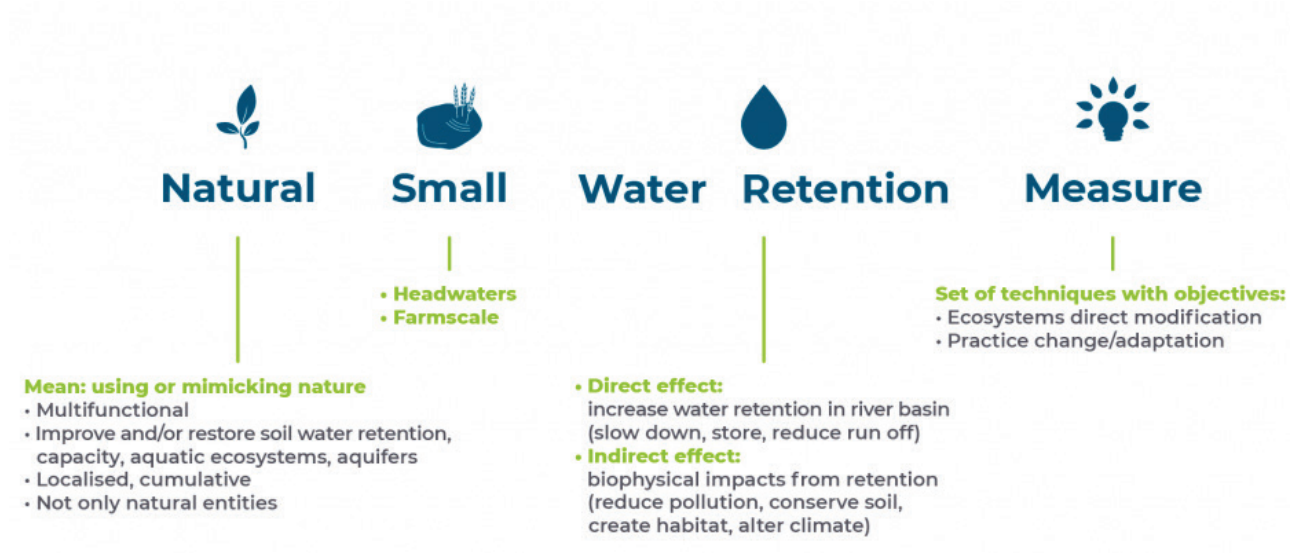 Natural
Small
Water Retention
Measure
• Headwaters
• Farmscale
Set of techniques with objectives:
• Ecosystems direct modification
• Practice change/adaptation
Mean: using or mimicking nature
• Multifunctional
• Improve and/or restore soil water retention,
capacity, aquatic ecosystems, aquifers
• Localised, cumulative
• Not only natural entities
• Direct effect:
increase water retention in river basin
(slow down, store, reduce run off)
• Indirect effect:
biophysical impacts from retention
(reduce pollution, conserve soil,
create habitat, alter climate)